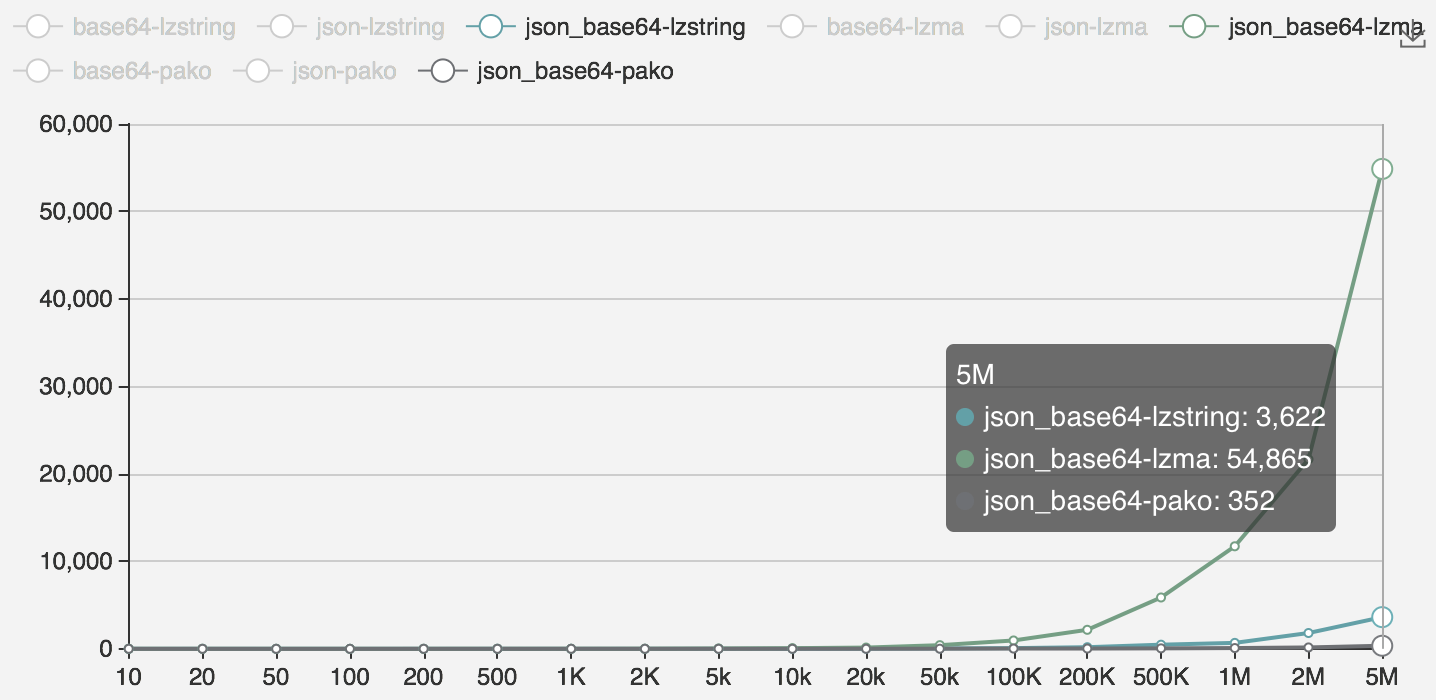 base64-lzstring json-lzstring json_base64-lzstring base64-lzma json-lzma json_base64-lzma
base64-pako json-pako json_base64-pako
60,000
50,000
40,000
30,000
20,000
10,000
0
5M
json_base64-lzstring: 3,622
json_base64-lzma: 54,865
json_base64-pako: 352
10 20 50 100 200 500 1K 2K 5k 10k 20k 50k 100K 200K 500K 1M 2M 5M